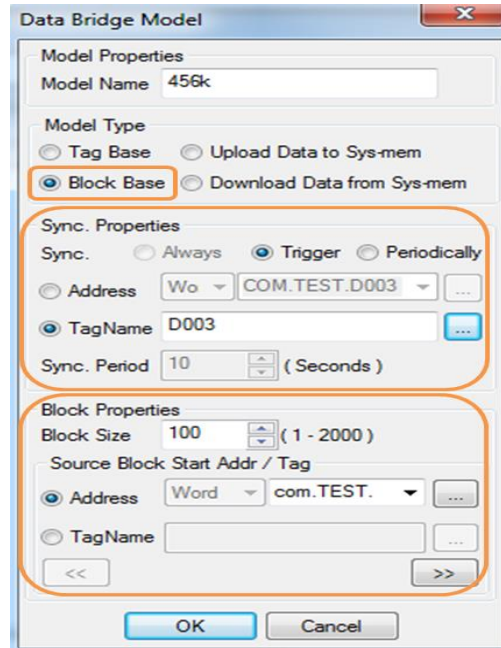 Data Bridge Model
Model Properties
Model Name 456k
Model Type
Tag Base Upload Data to Sys-mem
Block Base Download Data from Sys-mem
Sync. Properties
Sync. Always Trigger Periodically
Address Wo COM.TEST.D003 ...
TagName D003 ...
Sync. Period 10 ( Seconds )
Block Properties
Block Size 100 ( 1 - 2000 )
Source Block Start Addr / Tag
Address Word com.TEST. ...
TagName ...
<< >>
OK Cancel